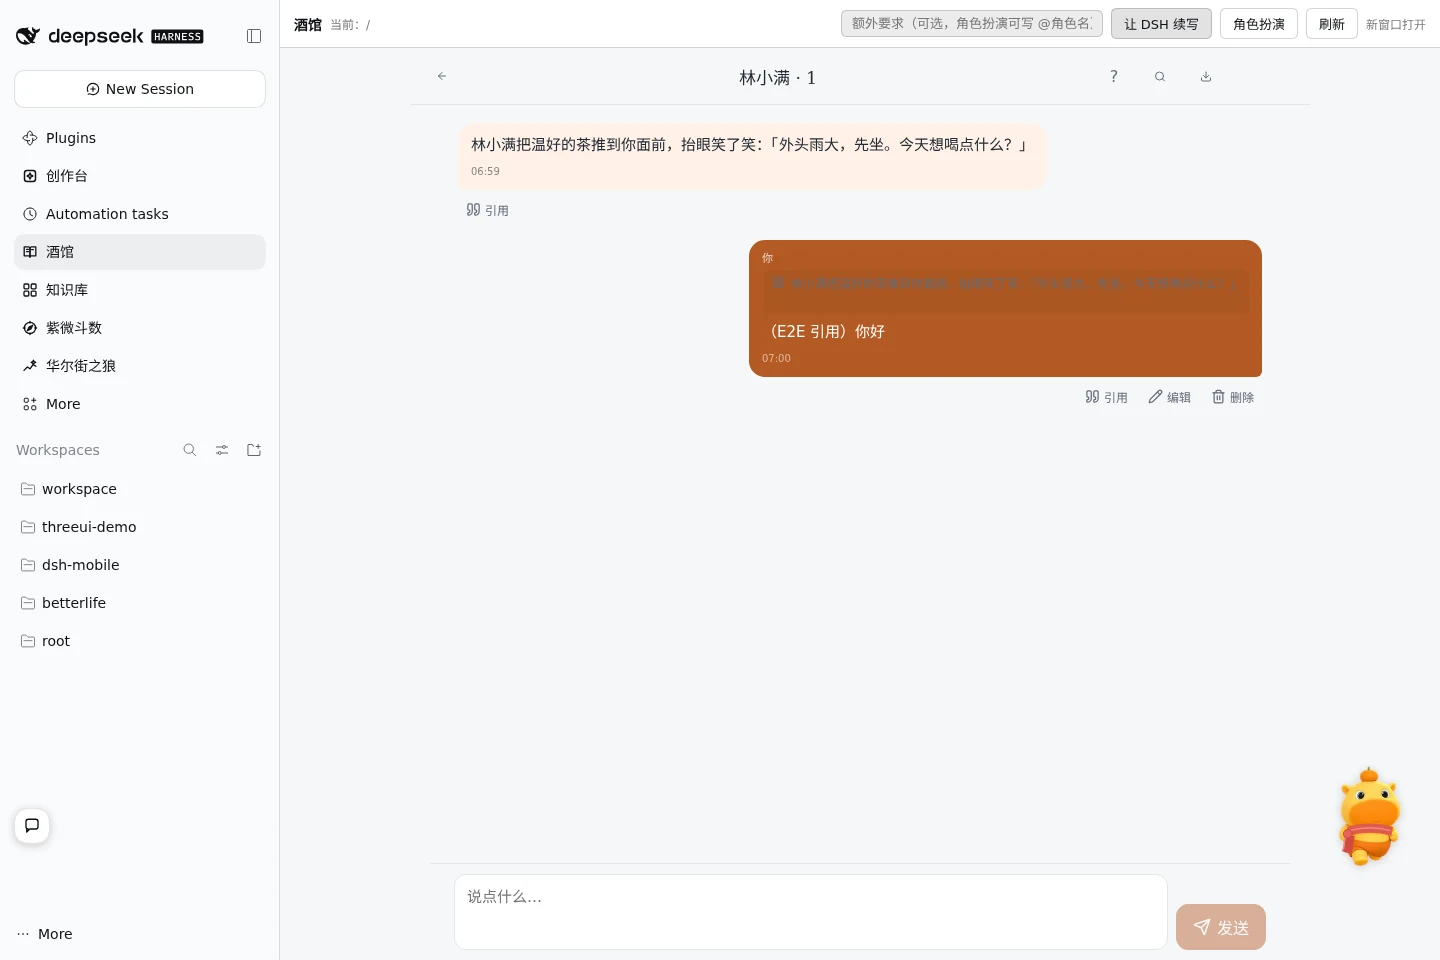 deepseek HARNESS
New Session
Plugins
创作台
Automation tasks
酒馆
知识库
紫微斗数
华尔街之狼
More
Workspaces
workspace
threeui-demo
dsh-mobile
betterlife
root
More
酒馆 当前：/
额外要求（可选，角色扮演可写 @角色名
让 DSH 续写
角色扮演
刷新
新窗口打开
林小满 · 1
?
林小满把温好的茶推到你面前，抬眼笑了笑：「外头雨大，先坐。今天想喝点什么？」
06:59
引用
你
（E2E 引用）你好
07:00
引用
编辑
删除
说点什么...
发送